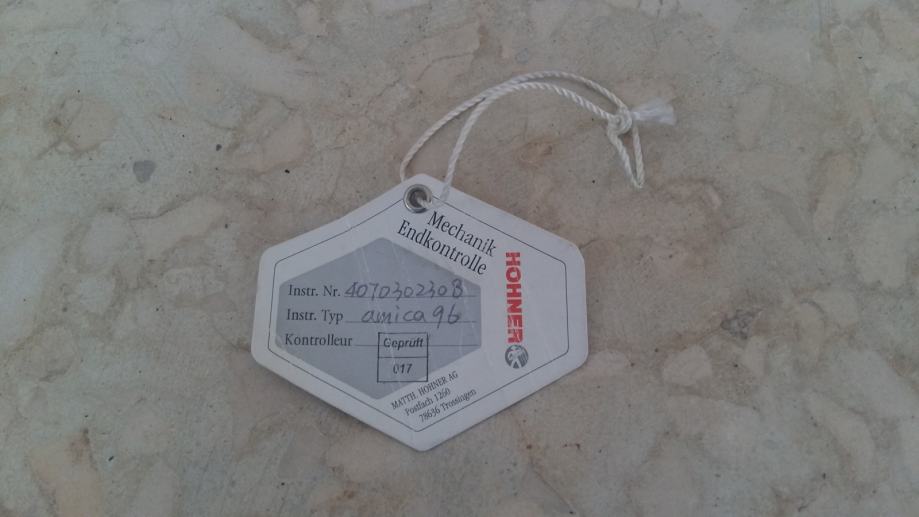 Mechanik
Endkontrolle
HOHNER
Instr. Nr. 4070302308
Instr. Typ amica 96
Kontrolleur
Geprüft
017
MATTH. HOHNER AG
Postfach 1260
78636 Trossingen